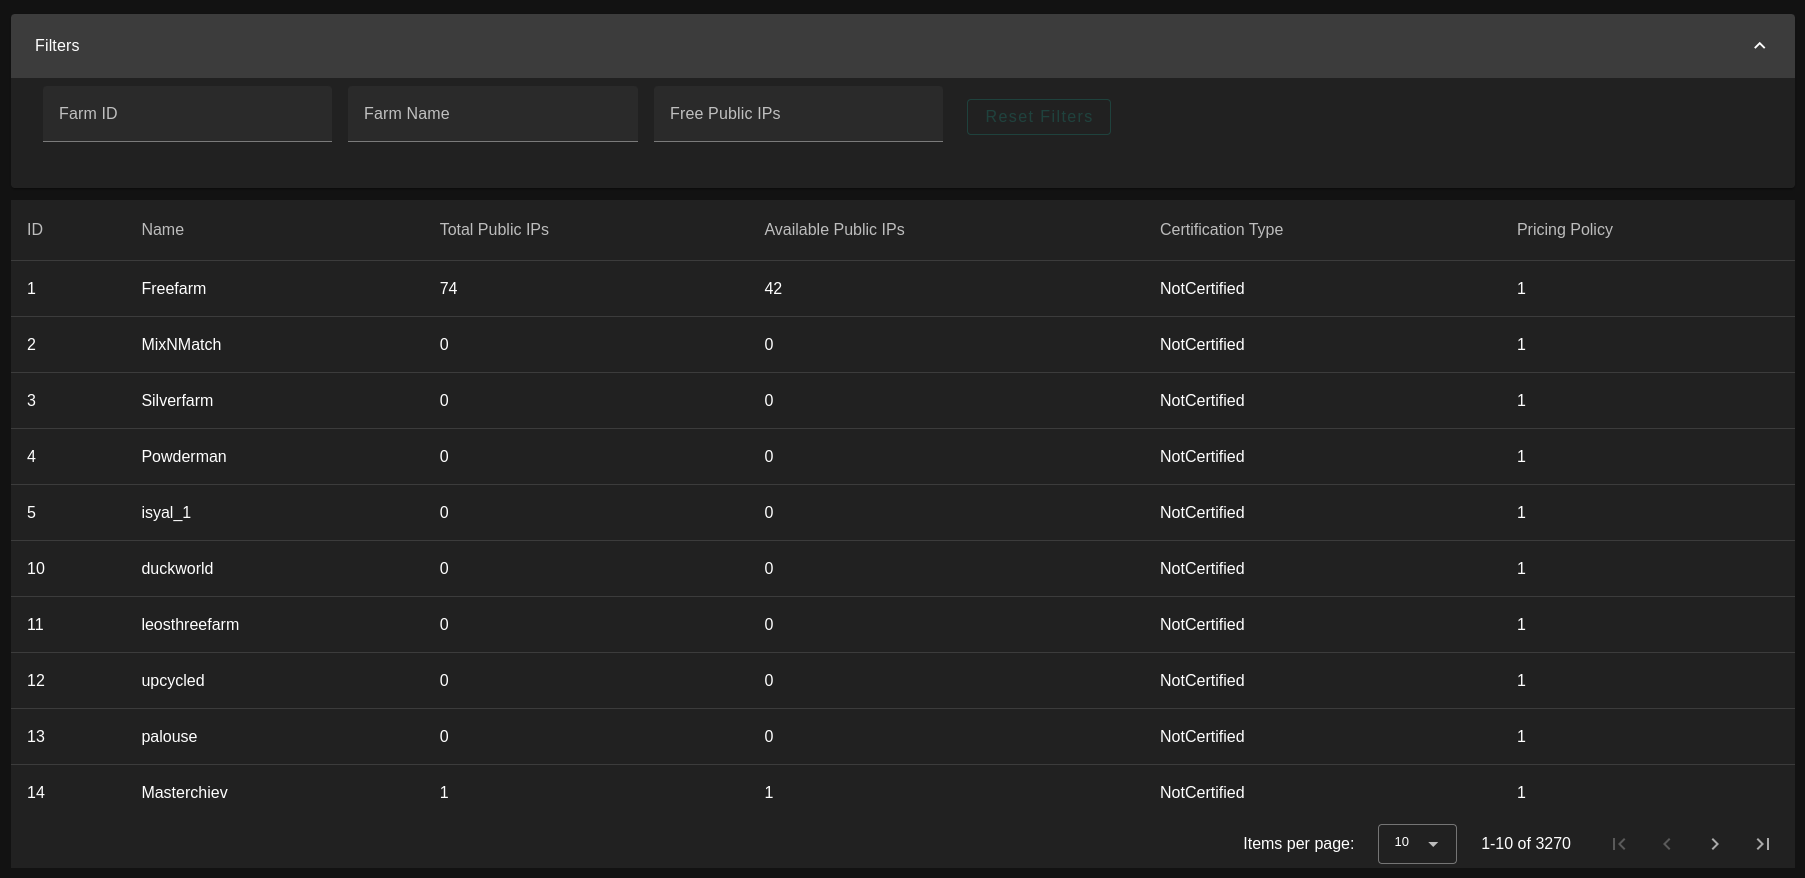 Filters
Farm ID Farm Name Free Public IPs Reset Filters
ID Name Total Public IPs Available Public IPs Certification Type Pricing Policy
1 Freefarm 74 42 NotCertified 1
2 MixNMatch 0 0 NotCertified 1
3 Silverfarm 0 0 NotCertified 1
4 Powderman 0 0 NotCertified 1
5 isyal_1 0 0 NotCertified 1
10 duckworld 0 0 NotCertified 1
11 leosthreefarm 0 0 NotCertified 1
12 upcycled 0 0 NotCertified 1
13 palouse 0 0 NotCertified 1
14 Masterchiev 1 1 NotCertified 1
Items per page: 10 1-10 of 3270